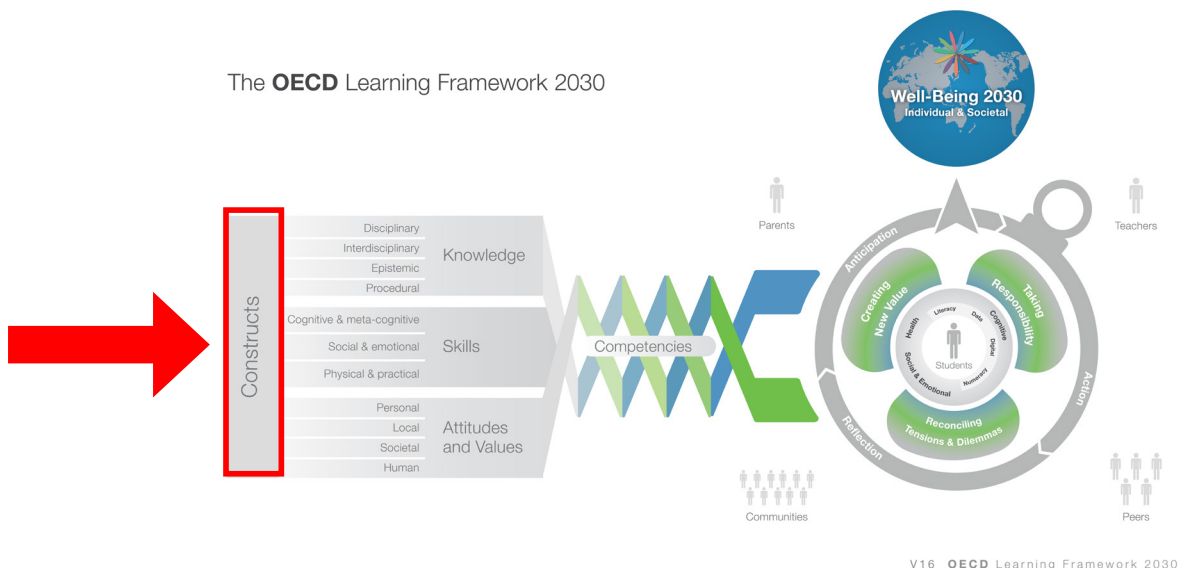 The OECD Learning Framework 2030
Well-Being 2030
Individual & Societal
Constructs
Disciplinary
Interdisciplinary
Epistemic
Procedural
Knowledge
Cognitive & meta-cognitive
Social & emotional
Physical & practical
Skills
Personal
Local
Societal
Human
Attitudes
and Values
Competencies
Parents
Teachers
Communities
Peers
Anticipation
Action
Reflection
Creating
New Value
Taking
Responsibility
Reconciling
Tensions & Dilemmas
Literacy
Data
Cognitive
Digital
Numeracy
Social & Emotional
Health
Students
V16 OECD Learning Framework 2030